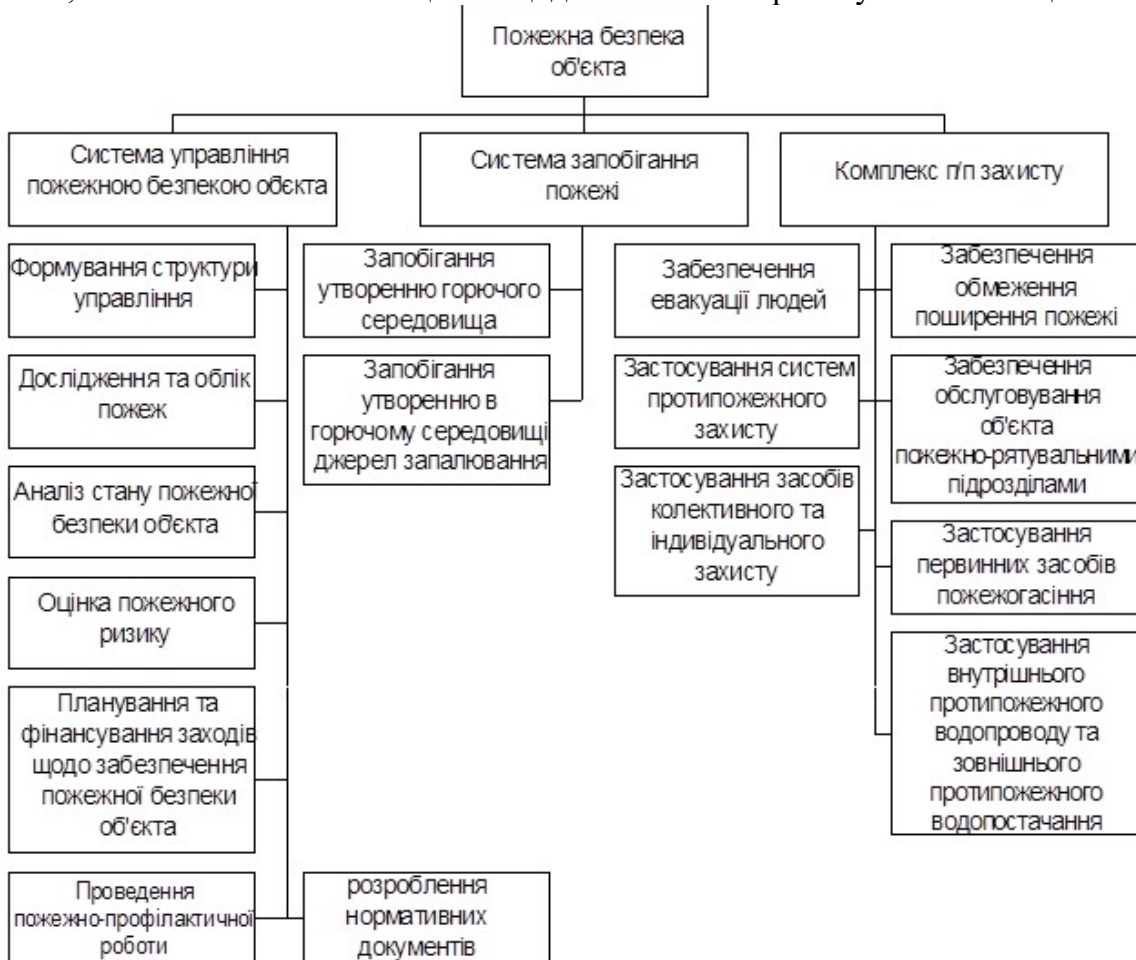 Пожежна безпека
об'єкта
Система управління
пожежною безпекою об'єкта
Система запобігання
пожежі
Комплекс п/п захисту
Формування структури
управління
Дослідження та облік
пожеж
Аналіз стану пожежної
безпеки об'єкта
Оцінка пожежного
ризику
Планування та
фінансування заходів
щодо забезпечення
пожежної безпеки
об'єкта
Проведення
пожежно-профілактичної
роботи
розроблення
нормативних
документів
Запобігання
утворенню горючого
середовища
Запобігання
утворенню в
горючому середовищі
джерел запалювання
Забезпечення
евакуації людей
Застосування систем
протипожежного
захисту
Застосування засобів
колективного та
індивідуального
захисту
Забезпечення
обмеження
поширення пожежі
Забезпечення
обслуговування
об'єкта
пожежно-рятувальними
підрозділами
Застосування
первинних засобів
пожежогасіння
Застосування
внутрішнього
протипожежного
водопроводу та
зовнішнього
протипожежного
водопостачання